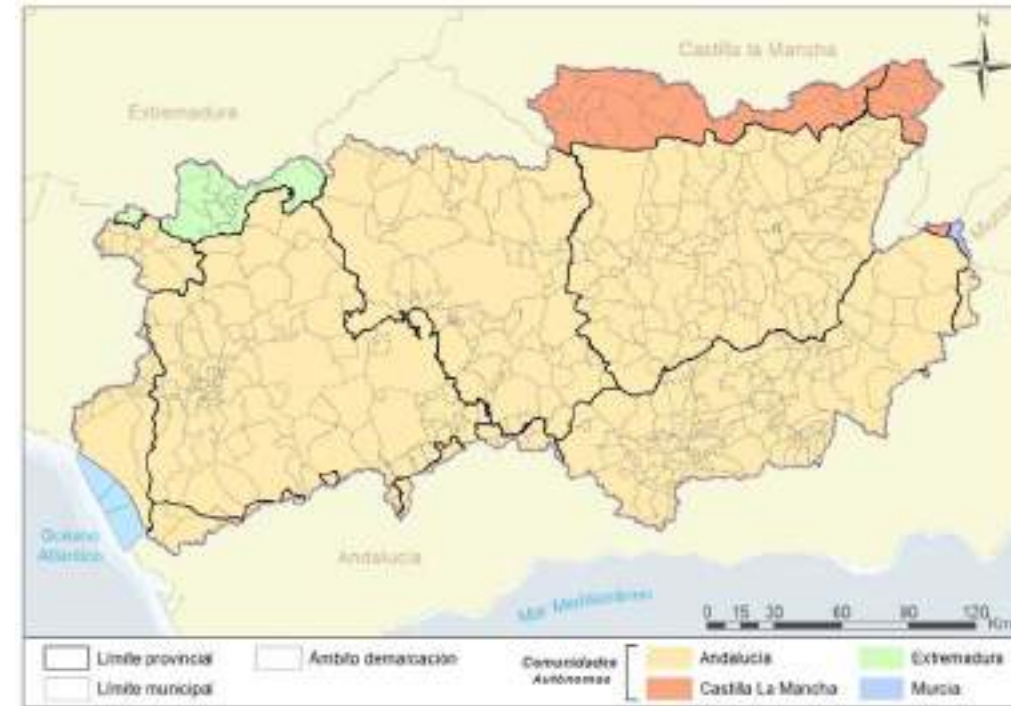 N
Castilla la Mancha
Extremadura
Océano
Atlántico
Andalucía
Mar Mediterráneo
0 15 30 60 90 120
Km
Límite provincial
Ámbito demarcación
Límite municipal
Comunidades
Autónomas
Andalucía
Extremadura
Castilla La Mancha
Murcia